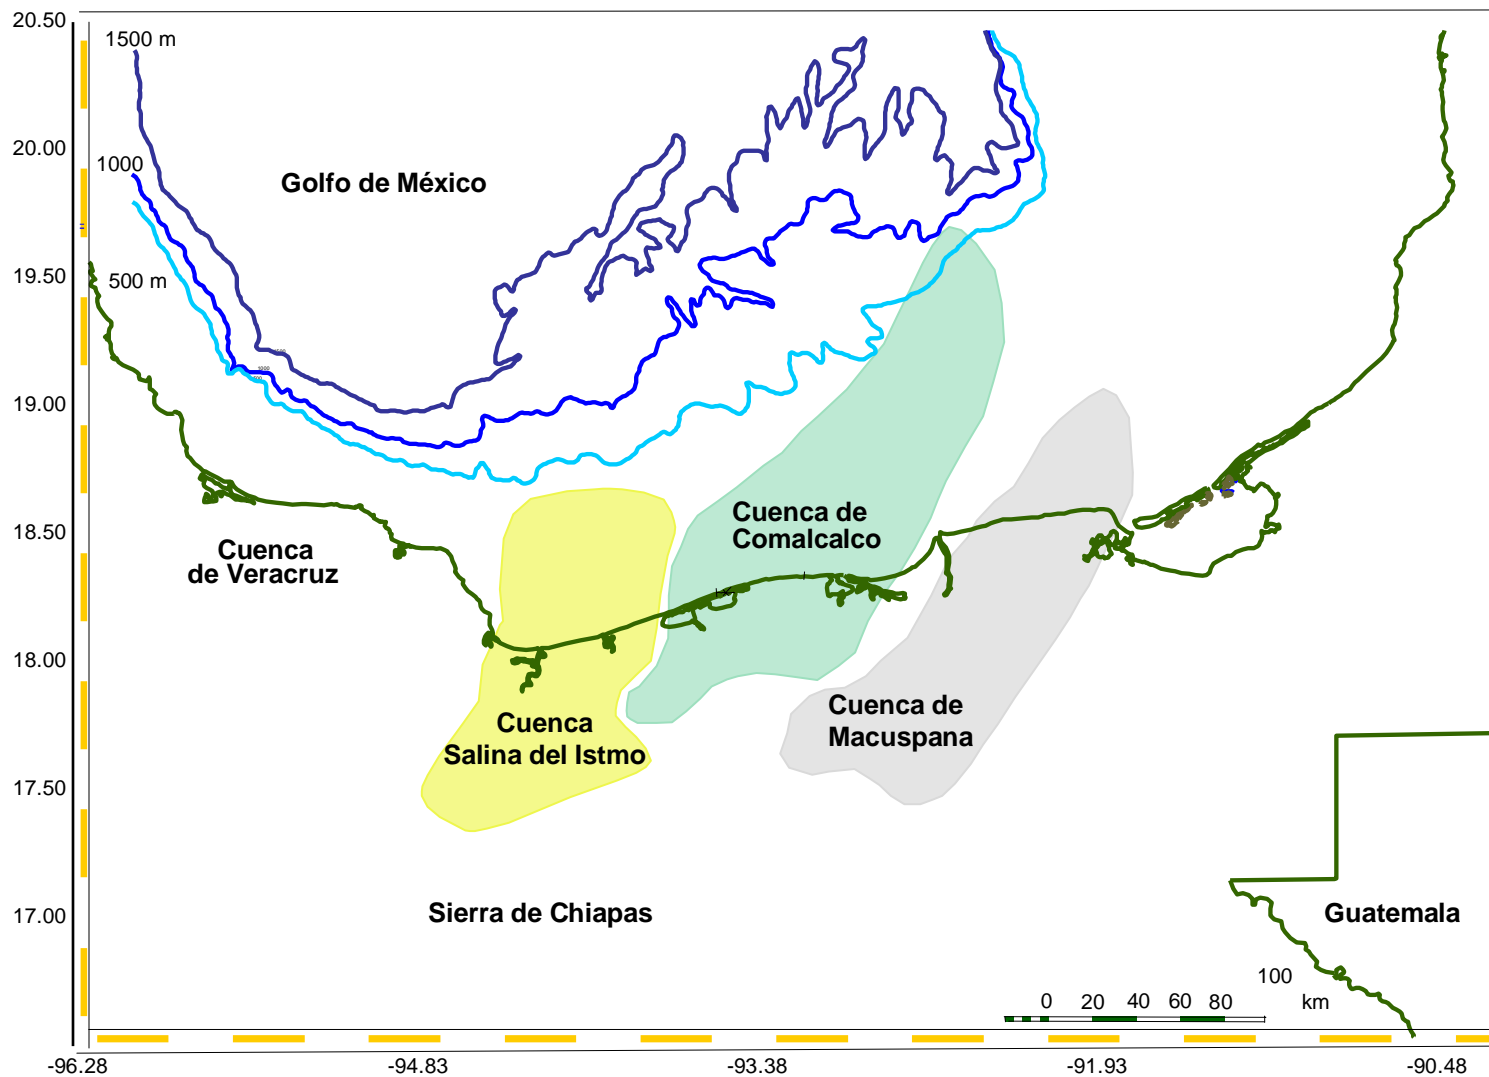 20.50
1500 m
20.00
1000
Golfo de México
19.50
500 m
19.00
18.50
Cuenca de
Comalcalco
Cuenca
de Veracruz
18.00
Cuenca
Salina del Istmo
Cuenca de
Macuspana
17.50
17.00
Sierra de Chiapas
Guatemala
100
0 20 40 60 80 km
-96.28 -94.83 -93.38 -91.93 -90.48